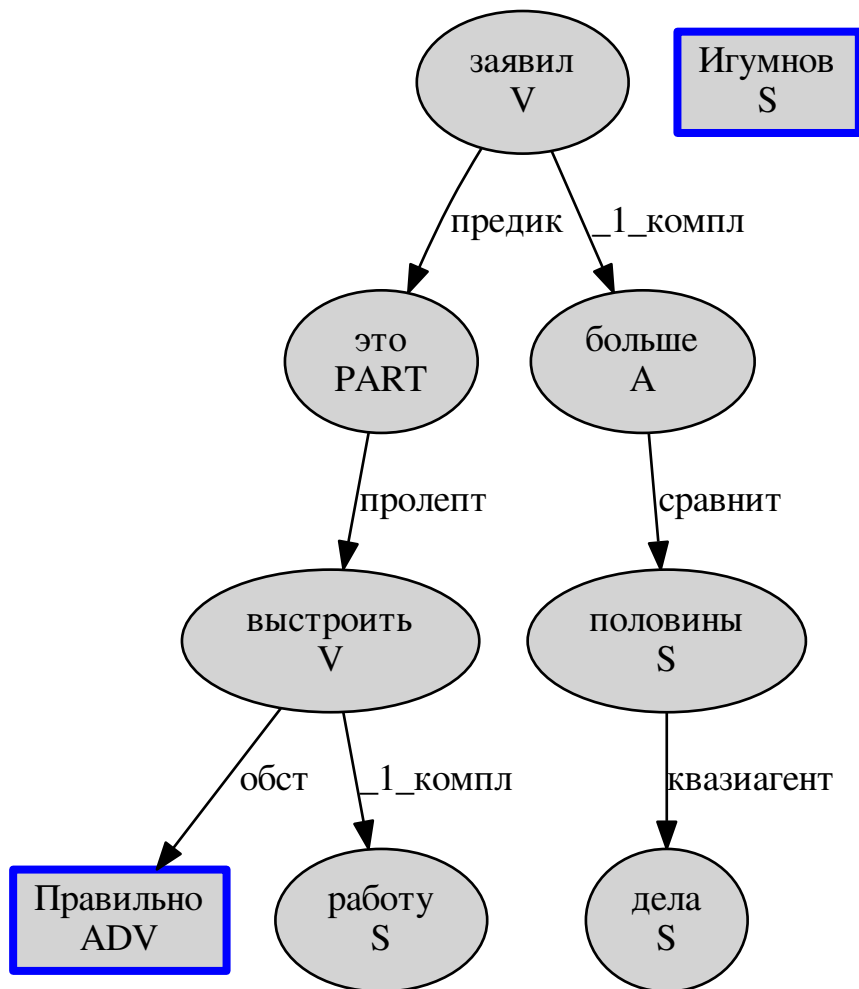 заявил
V
Игумнов
S
предик
_1_компл
это
PART
больше
A
пролепт
сравнит
выстроить
V
половины
S
обст
_1_компл
квазиагент
Правильно
ADV
работу
S
дела
S